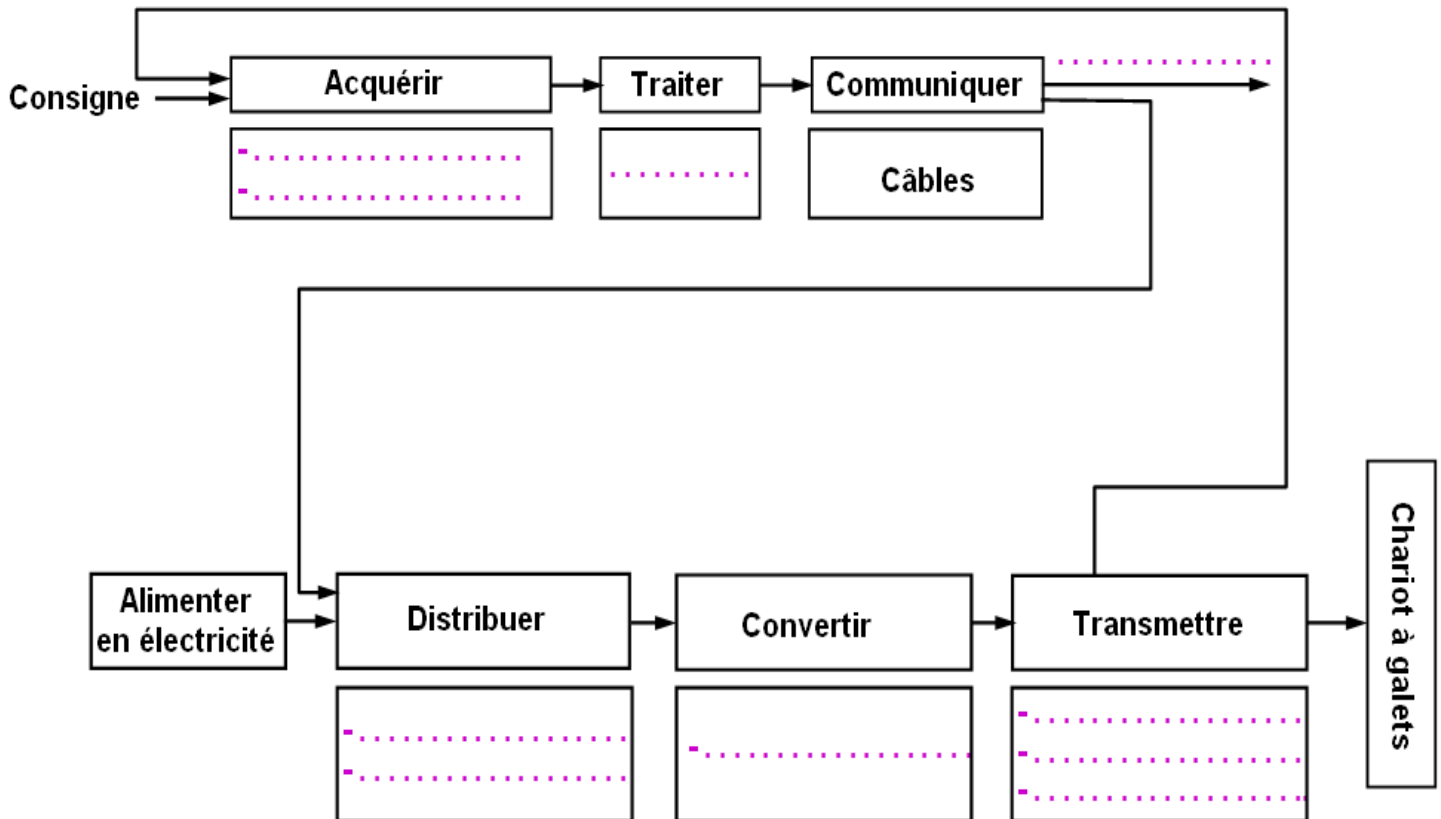 Consigne
Acquérir
Traiter
Communiquer
Câbles
Alimenter
en électricité
Distribuer
Convertir
Transmettre
Chariot à galets